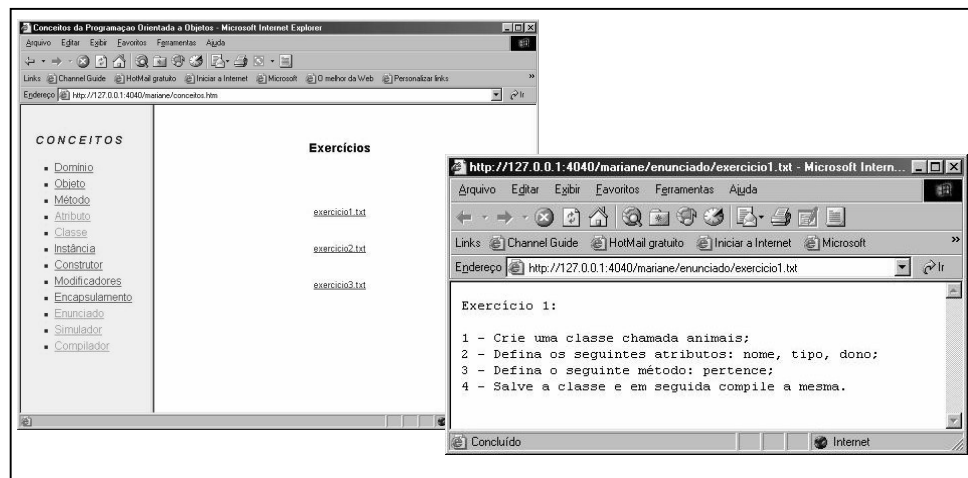 Conceitos da Programaçao Orientada a Objetos - Microsoft Internet Explorer
Arquivo Editar Exibir Favoritos Ferramentas Ajuda
Links Channel Guide HotMail gratuito Iniciar a Internet Microsoft O melhor da Web Personalizar links »
Endereço http://127.0.0.1:4040/mariane/conceitos.htm Ir
CONCEITOS
Domínio
Objeto
Método
Atributo
Classe
Instância
Construtor
Modificadores
Encapsulamento
Enunciado
Simulador
Compilador
Exercícios
exercicio1.txt
exercicio2.txt
exercicio3.txt
http://127.0.0.1:4040/mariane/enunciado/exercicio1.txt - Microsoft Intern...
Arquivo Editar Exibir Favoritos Ferramentas Ajuda
Links Channel Guide HotMail gratuito Iniciar a Internet Microsoft »
Endereço http://127.0.0.1:4040/mariane/enunciado/exercicio1.txt Ir
Exercício 1:
1 - Crie uma classe chamada animais;
2 - Defina os seguintes atributos: nome, tipo, dono;
3 - Defina o seguinte método: pertence;
4 - Salve a classe e em seguida compile a mesma.
Concluído Internet